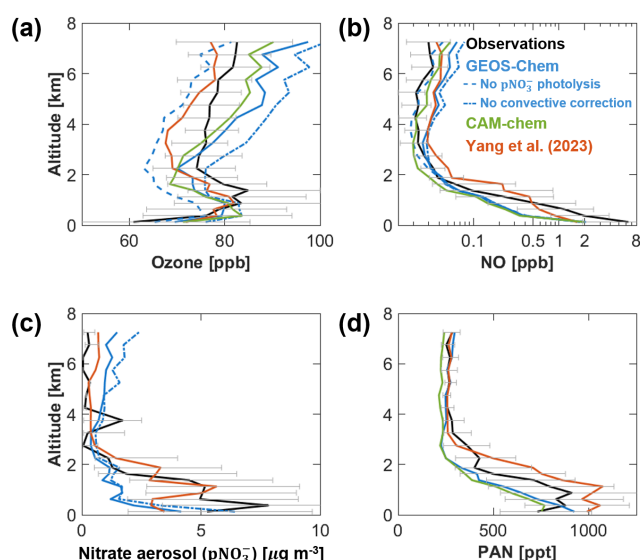 (a)
8
6
4
2
0
Altitude [km]
60
80
100
Ozone [ppb]
(b)
8
6
4
2
0
Altitude [km]
Observations
GEOS-Chem
No pNO₃⁻ photolysis
No convective correction
CAM-chem
Yang et al. (2023)
0.1
0.5
1
2
8
NO [ppb]
(c)
8
6
4
2
0
Altitude [km]
0
5
10
Nitrate aerosol (pNO₃⁻) [µg m⁻³]
(d)
8
6
4
2
0
Altitude [km]
0
500
1000
PAN [ppt]